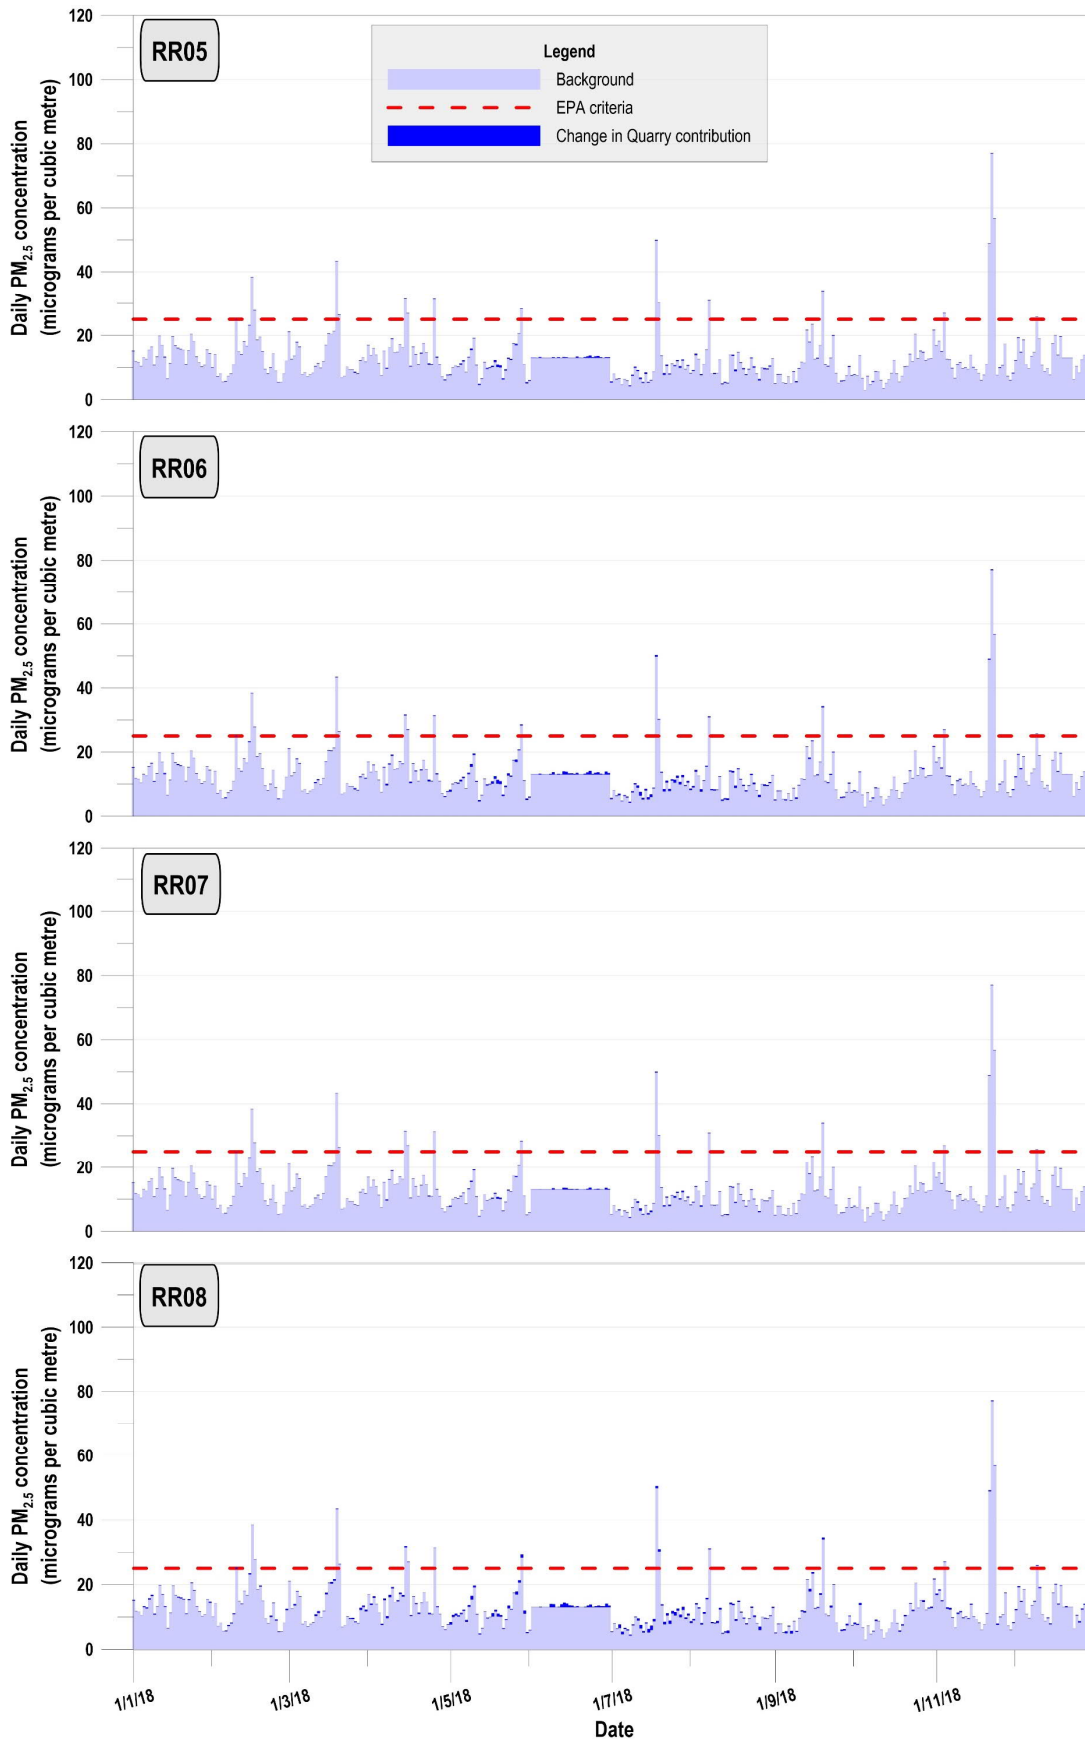 RR05
Legend
Background
EPA criteria
Change in Quarry contribution
120
100
80
60
40
20
0
Daily PM2.5 concentration
(micrograms per cubic metre)
RR06
120
100
80
60
40
20
0
Daily PM2.5 concentration
(micrograms per cubic metre)
RR07
120
100
80
60
40
20
0
Daily PM2.5 concentration
(micrograms per cubic metre)
RR08
120
100
80
60
40
20
0
Daily PM2.5 concentration
(micrograms per cubic metre)
1/1/18 1/3/18 1/5/18 1/7/18 1/9/18 1/11/18
Date